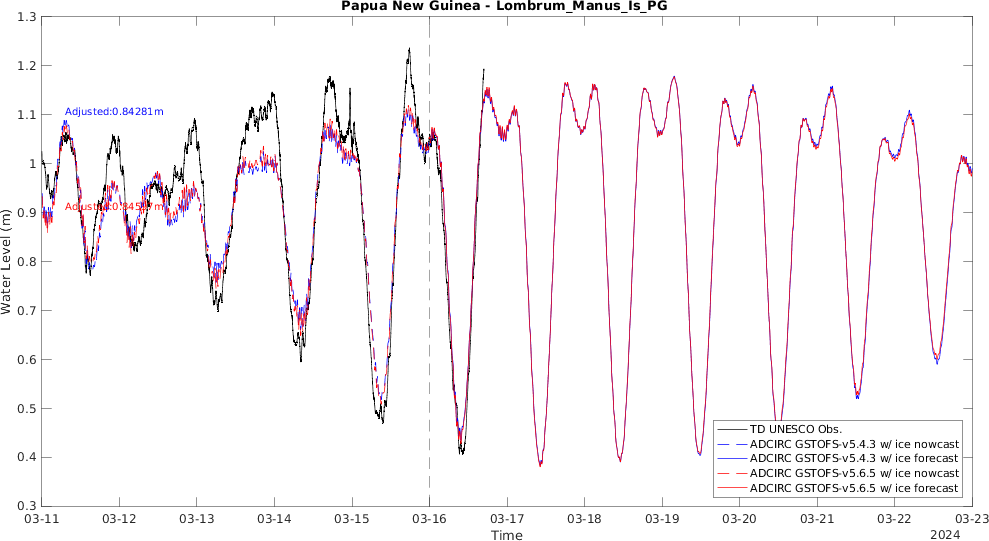 Papua New Guinea - Lombrum_Manus_Is_PG
1.3
1.2
1.1
1
0.9
0.8
0.7
0.6
0.5
0.4
0.3
Water Level (m)
Adjusted:0.84281m
TD UNESCO Obs.
ADCIRC GSTOFS-v5.4.3 w/ ice nowcast
ADCIRC GSTOFS-v5.4.3 w/ ice forecast
ADCIRC GSTOFS-v5.6.5 w/ ice nowcast
ADCIRC GSTOFS-v5.6.5 w/ ice forecast
03-11 03-12 03-13 03-14 03-15 03-16 03-17 03-18 03-19 03-20 03-21 03-22 03-23
Time
2024